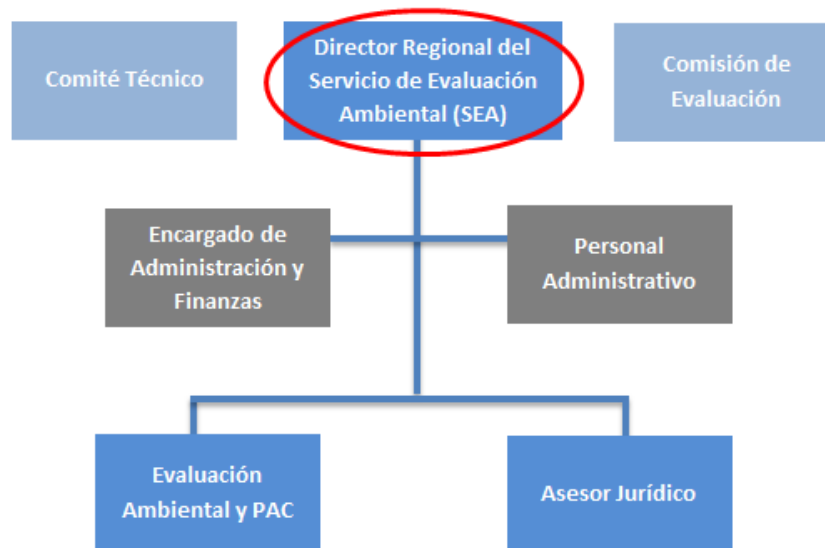 Comité Técnico
Director Regional del
Servicio de Evaluación
Ambiental (SEA)
Comisión de
Evaluación
Encargado de
Administración y
Finanzas
Personal
Administrativo
Evaluación
Ambiental y PAC
Asesor Jurídico